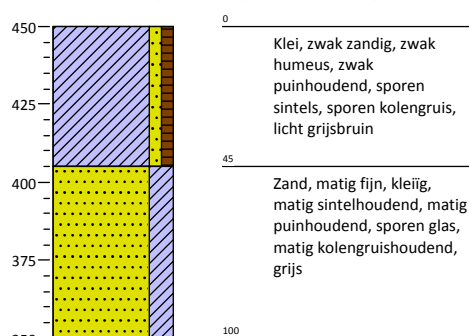 450
425
400
375
0
Klei, zwak zandig, zwak
humeus, zwak
puinhoudend, sporen
sintels, sporen kolengruis,
licht grijsbruin
45
Zand, matig fijn, kleiïg,
matig sintelhoudend, matig
puinhoudend, sporen glas,
matig kolengruishoudend,
grijs
100